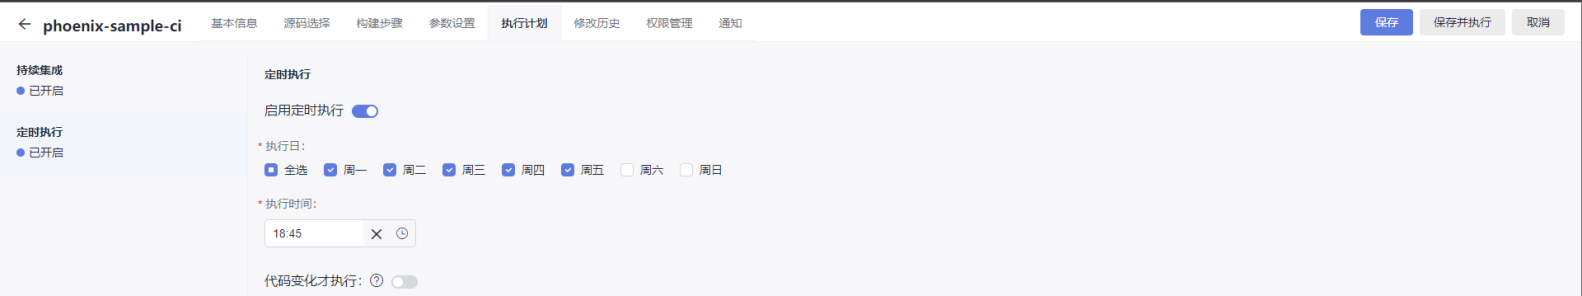 phoenix-sample-ci 基本信息 源码选择 构建步骤 参数设置 执行计划 修改历史 权限管理 通知 保存 保存并执行 取消
持续集成
已开启
定时执行
已开启
定时执行
启用定时执行
* 执行日:
全选 周一 周二 周三 周四 周五 周六 周日
* 执行时间:
18:45
代码变化才执行: ?